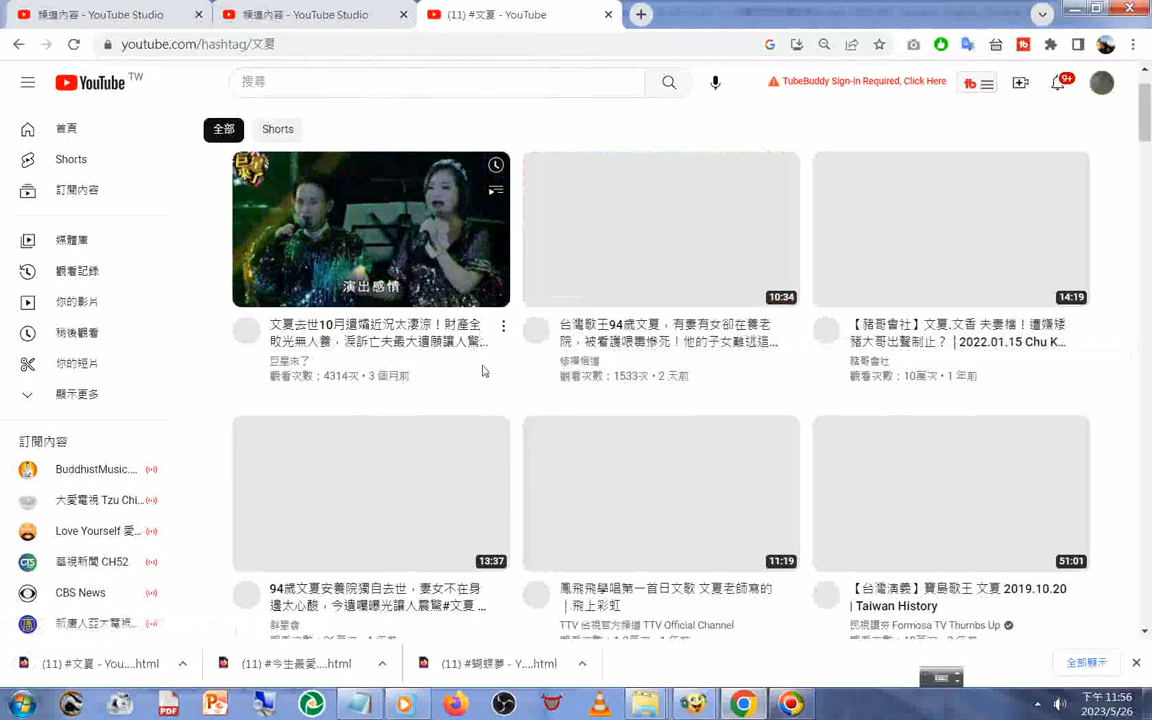 頻道內容 - YouTube Studio
頻道內容 - YouTube Studio
(11) #文夏 - YouTube
youtube.com/hashtag/文夏
YouTube TW
搜尋
TubeBuddy Sign-in Required, Click Here
tb
9+
首頁
Shorts
訂閱內容
媒體庫
觀看記錄
你的影片
稍後觀看
你的短片
顯示更多
訂閱內容
BuddhistMusic....
大愛電視 Tzu Chi...
Love Yourself 愛...
華視新聞 CH52
CBS News
新唐人亞太電視...
全部
Shorts
巨星來了
演出感情
文夏去世10月遺孀近況太淒涼！財產全
敗光無人養，淚訴亡夫最大遺願讓人驚...
巨星來了
觀看次數：4314次・3 個月前
10:34
台灣歌王94歲文夏，有妻有女卻在養老
院，被看護喂毒慘死！他的子女難逃這...
修禪悟道
觀看次數：1533次・2 天前
14:19
【豬哥會社】文夏.文香 夫妻檔！遭嫌矮
豬大哥出聲制止？ | 2022.01.15 Chu K...
豬哥會社
觀看次數：10萬次・1 年前
13:37
94歲文夏安養院獨自去世，妻女不在身
邊太心酸，今遺囑曝光讓人震驚#文夏 ...
群星會
11:19
鳳飛飛學唱第一首日文歌 文夏老師寫的
｜飛上彩虹
TTV 台視官方頻道 TTV Official Channel
51:01
【台灣演義】寶島歌王 文夏 2019.10.20
| Taiwan History
民視讚夯 Formosa TV Thumbs Up
(11) #文夏 - You....html
(11) #今生最愛....html
(11) #蝴蝶夢 - Y....html
全部顯示
下午 11:56
2023/5/26